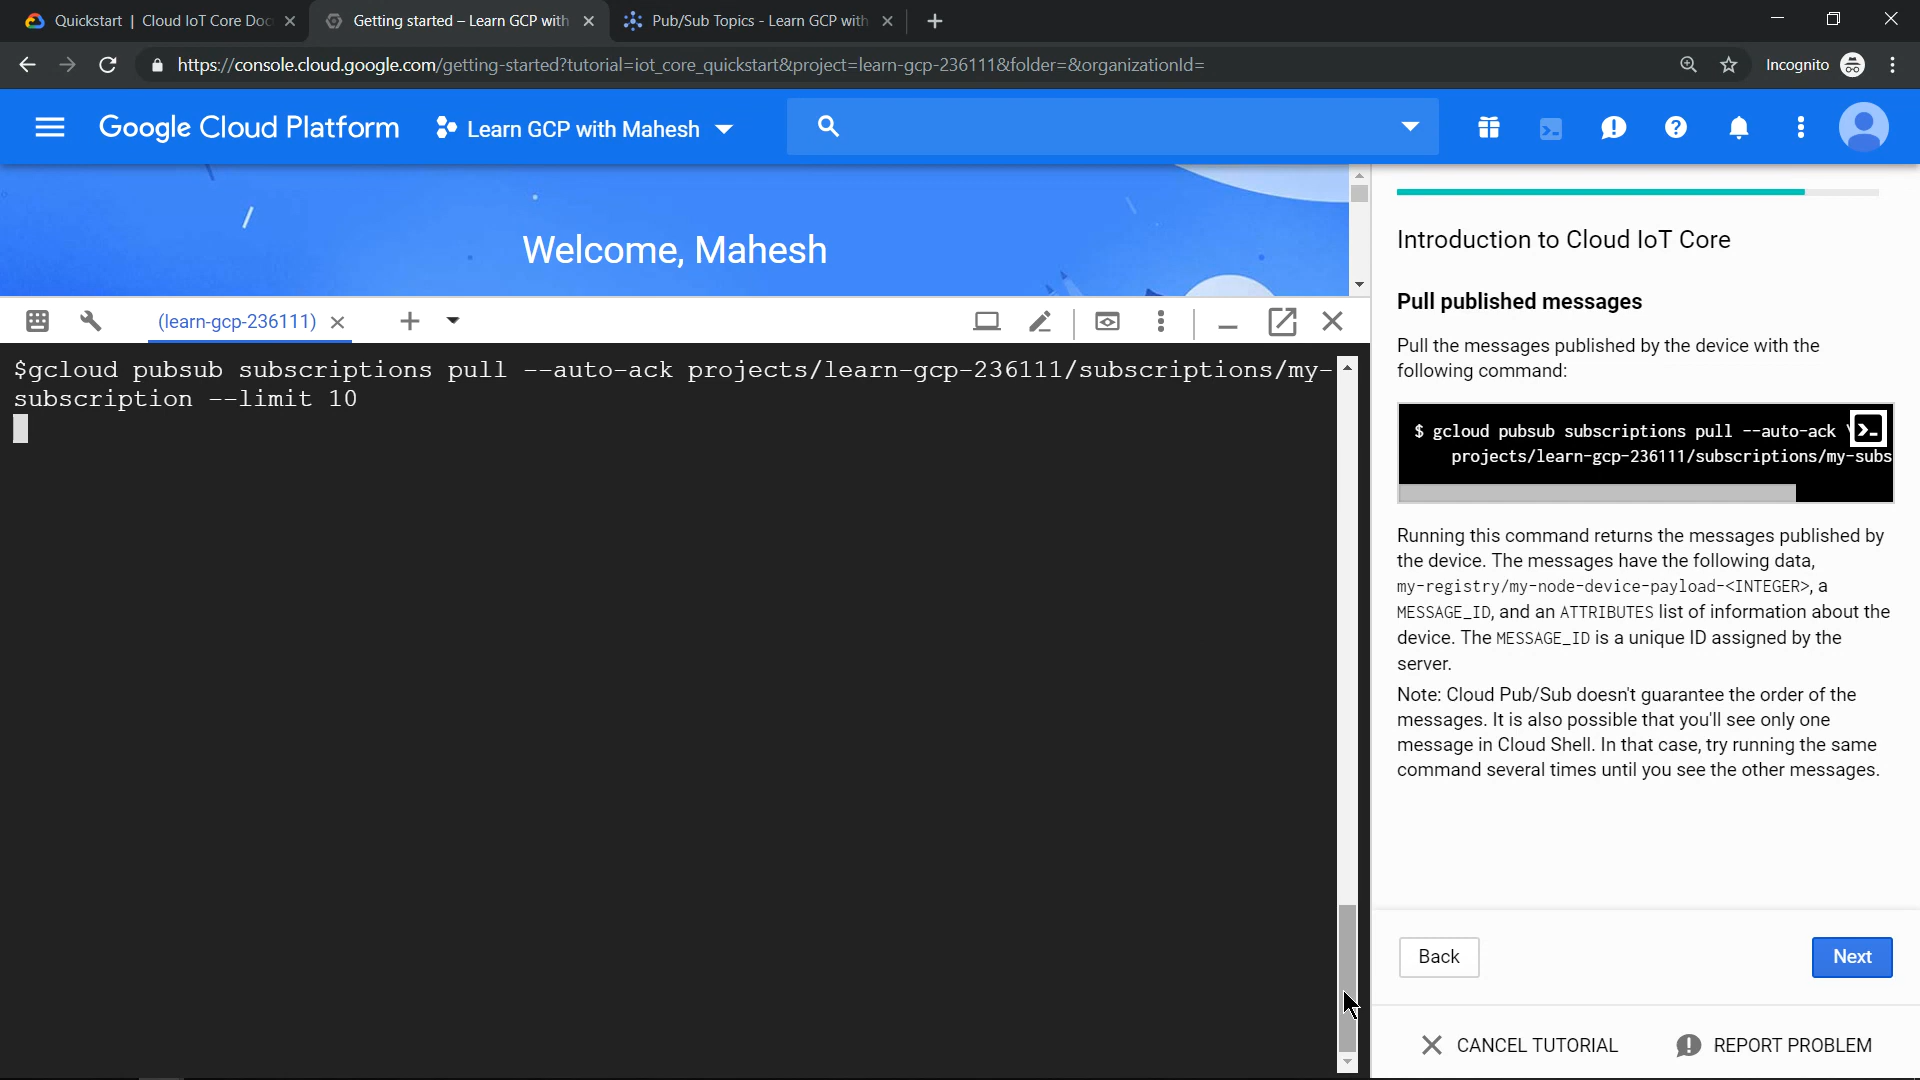 Quickstart | Cloud IoT Core Doc
Getting started – Learn GCP with
Pub/Sub Topics - Learn GCP with
https://console.cloud.google.com/getting-started?tutorial=iot_core_quickstart&project=learn-gcp-236111&folder=&organizationId=
Incognito
Google Cloud Platform
Learn GCP with Mahesh
Welcome, Mahesh
(learn-gcp-236111)
$gcloud pubsub subscriptions pull --auto-ack projects/learn-gcp-236111/subscriptions/my-
subscription --limit 10
Introduction to Cloud IoT Core
Pull published messages
Pull the messages published by the device with the
following command:
$ gcloud pubsub subscriptions pull --auto-ack \
projects/learn-gcp-236111/subscriptions/my-subs
Running this command returns the messages published by
the device. The messages have the following data,
my-registry/my-node-device-payload-<INTEGER>, a
MESSAGE_ID, and an ATTRIBUTES list of information about the
device. The MESSAGE_ID is a unique ID assigned by the
server.
Note: Cloud Pub/Sub doesn't guarantee the order of the
messages. It is also possible that you'll see only one
message in Cloud Shell. In that case, try running the same
command several times until you see the other messages.
Back
Next
CANCEL TUTORIAL
REPORT PROBLEM